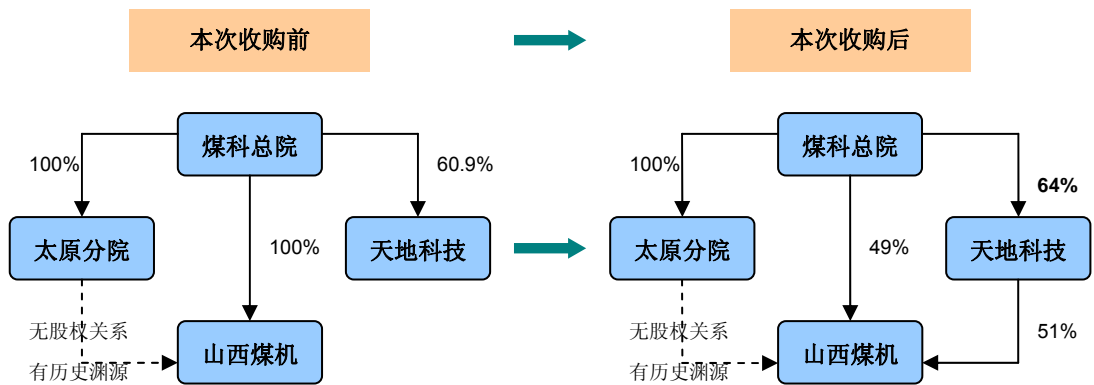 本次收购前
本次收购后
煤科总院
100%
60.9%
太原分院
100%
天地科技
无股权关系
有历史渊源
山西煤机
煤科总院
100%
64%
太原分院
49%
天地科技
无股权关系
有历史渊源
山西煤机
51%